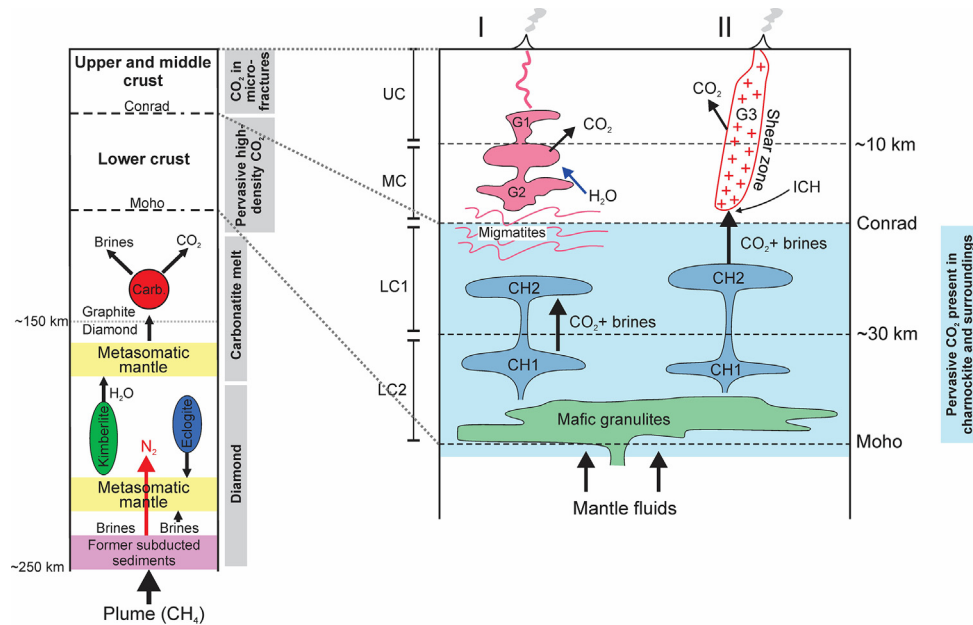 Upper and middle
crust
Conrad
Lower crust
Moho
Brines
CO₂
Carb.
Graphite
~150 km
Diamond
Metasomatic
mantle
H₂O
Kimberlite
Eclogite
N₂
Metasomatic
mantle
Brines
Brines
Former subducted
sediments
~250 km
Plume (CH₄)
CO₂ in
micro-
fractures
Pervasive high-
density CO₂
Carbonatite melt
Diamond
I
II
UC
MC
LC1
LC2
G1
CO₂
G2
H₂O
Migmatites
CO₂
G3
Shear zone
ICH
CH2
CO₂+ brines
CH1
CO₂+ brines
CH2
CH1
Mafic granulites
Mantle fluids
~10 km
Conrad
~30 km
Moho
Pervasive CO₂ present in
charnockite and surroundings